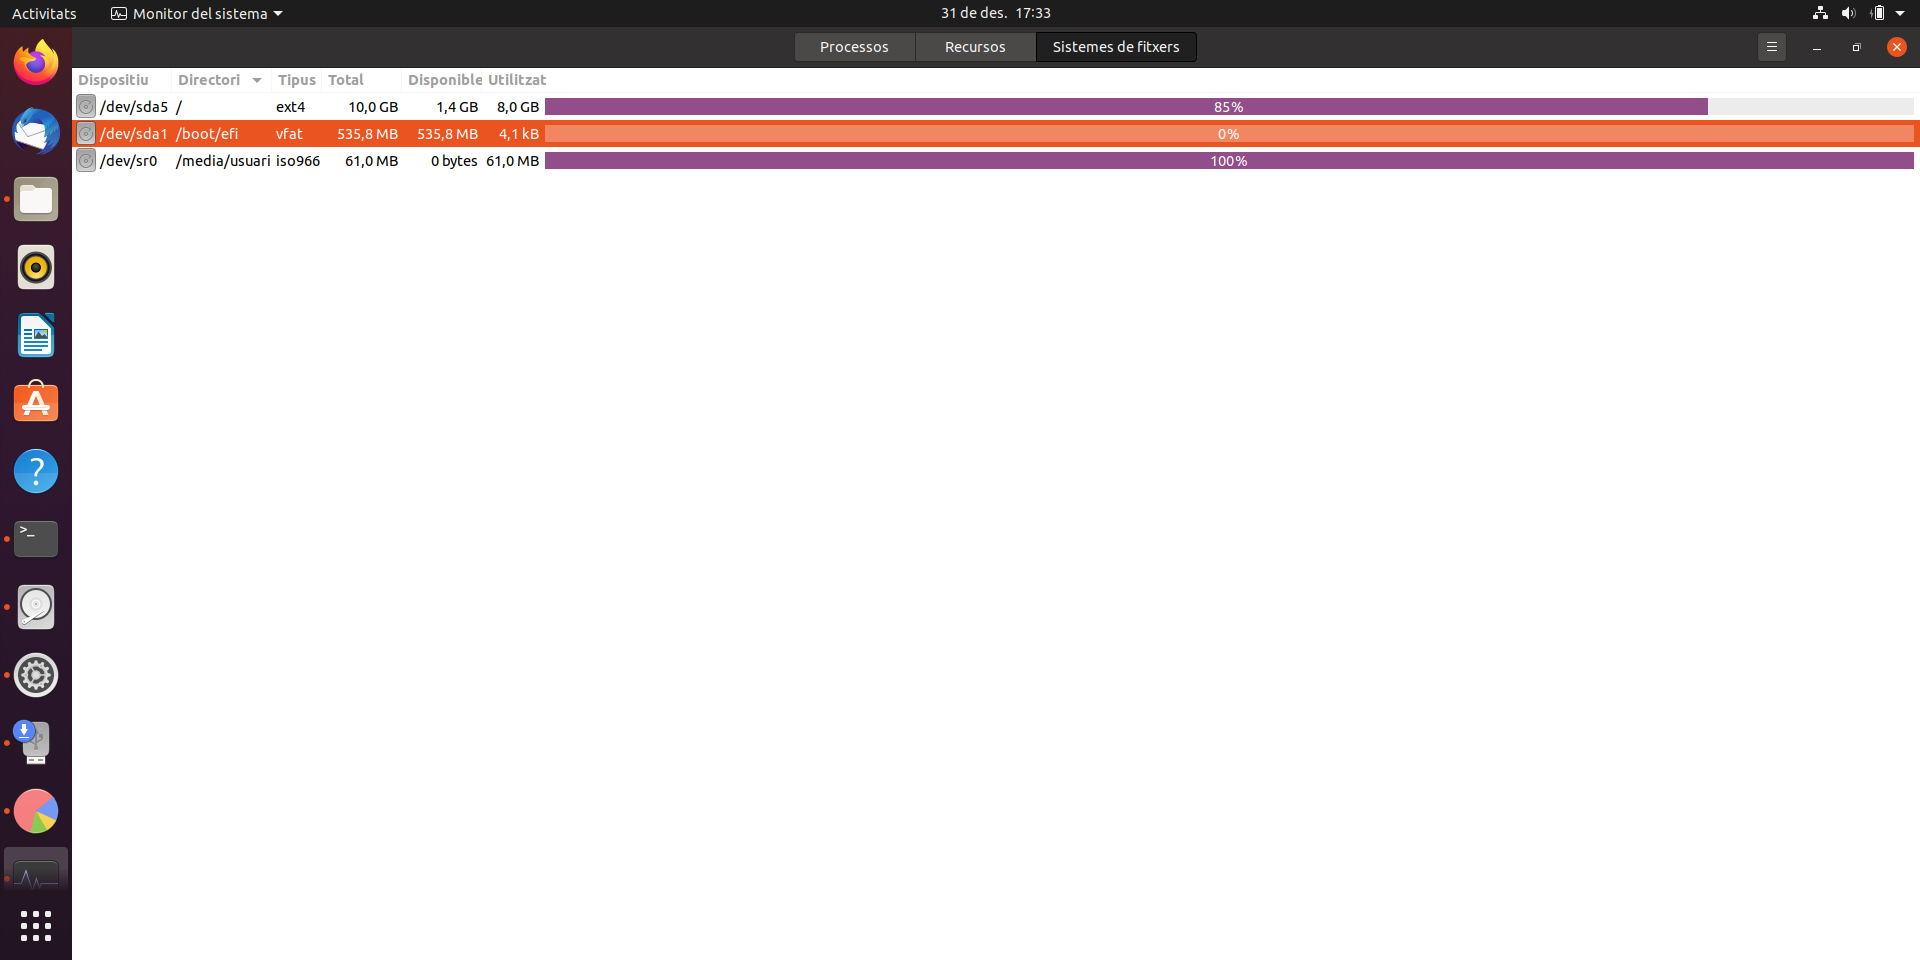 Activitats Monitor del sistema 31 de des. 17:33
Processos Recursos Sistemes de fitxers
Dispositiu Directori Tipus Total Disponible Utilitzat
/dev/sda5 / ext4 10,0 GB 1,4 GB 8,0 GB 85%
/dev/sda1 /boot/efi vfat 535,8 MB 535,8 MB 4,1 kB 0%
/dev/sr0 /media/usuari iso966 61,0 MB 0 bytes 61,0 MB 100%